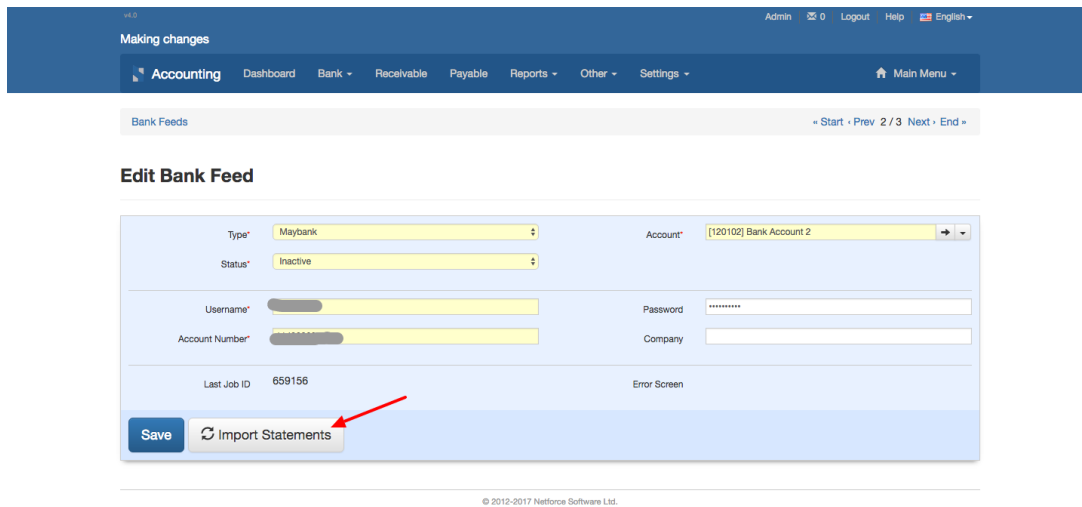 v4.0
Admin 0 Logout Help English
Making changes
Accounting Dashboard Bank Receivable Payable Reports Other Settings Main Menu
Bank Feeds « Start ‹ Prev 2 / 3 Next › End »
Edit Bank Feed
Type* Maybank Account* [120102] Bank Account 2
Status* Inactive
Username* Password ••••••••••
Account Number* Company
Last Job ID 659156 Error Screen
Save Import Statements
© 2012-2017 Netforce Software Ltd.